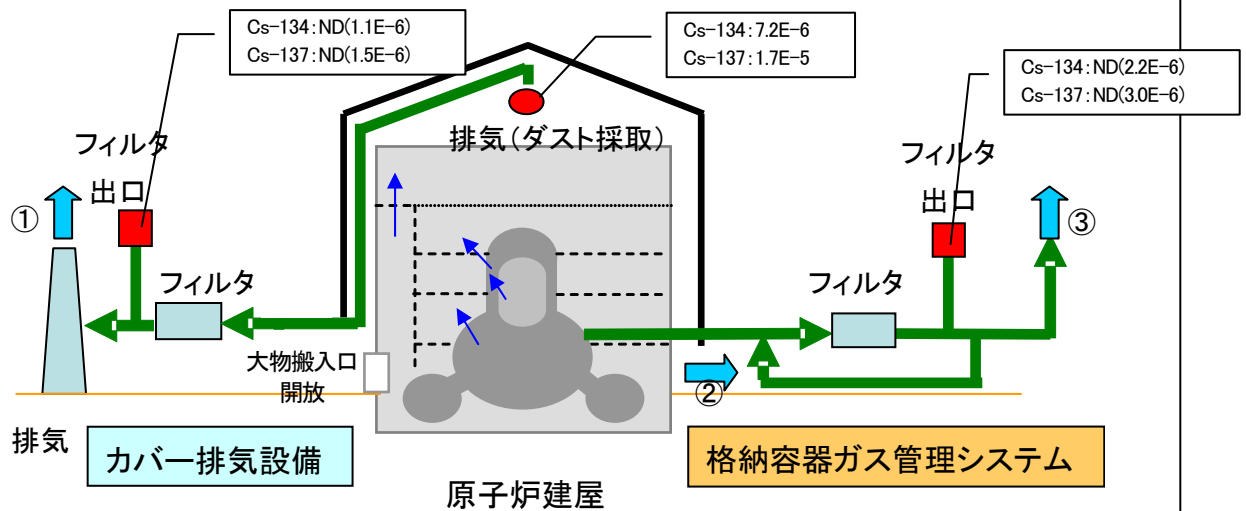 Cs-134:ND(1.1E-6)
Cs-137:ND(1.5E-6)
Cs-134:7.2E-6
Cs-137:1.7E-5
Cs-134:ND(2.2E-6)
Cs-137:ND(3.0E-6)
排気(ダスト採取)
フィルタ
出口
フィルタ
出口
①
③
フィルタ
フィルタ
大物搬入口
開放
②
排気
カバー排気設備
格納容器ガス管理システム
原子炉建屋